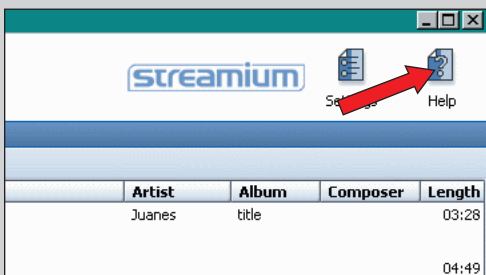 streamium
Help
Artist Album Composer Length
Juanes title 03:28
04:49